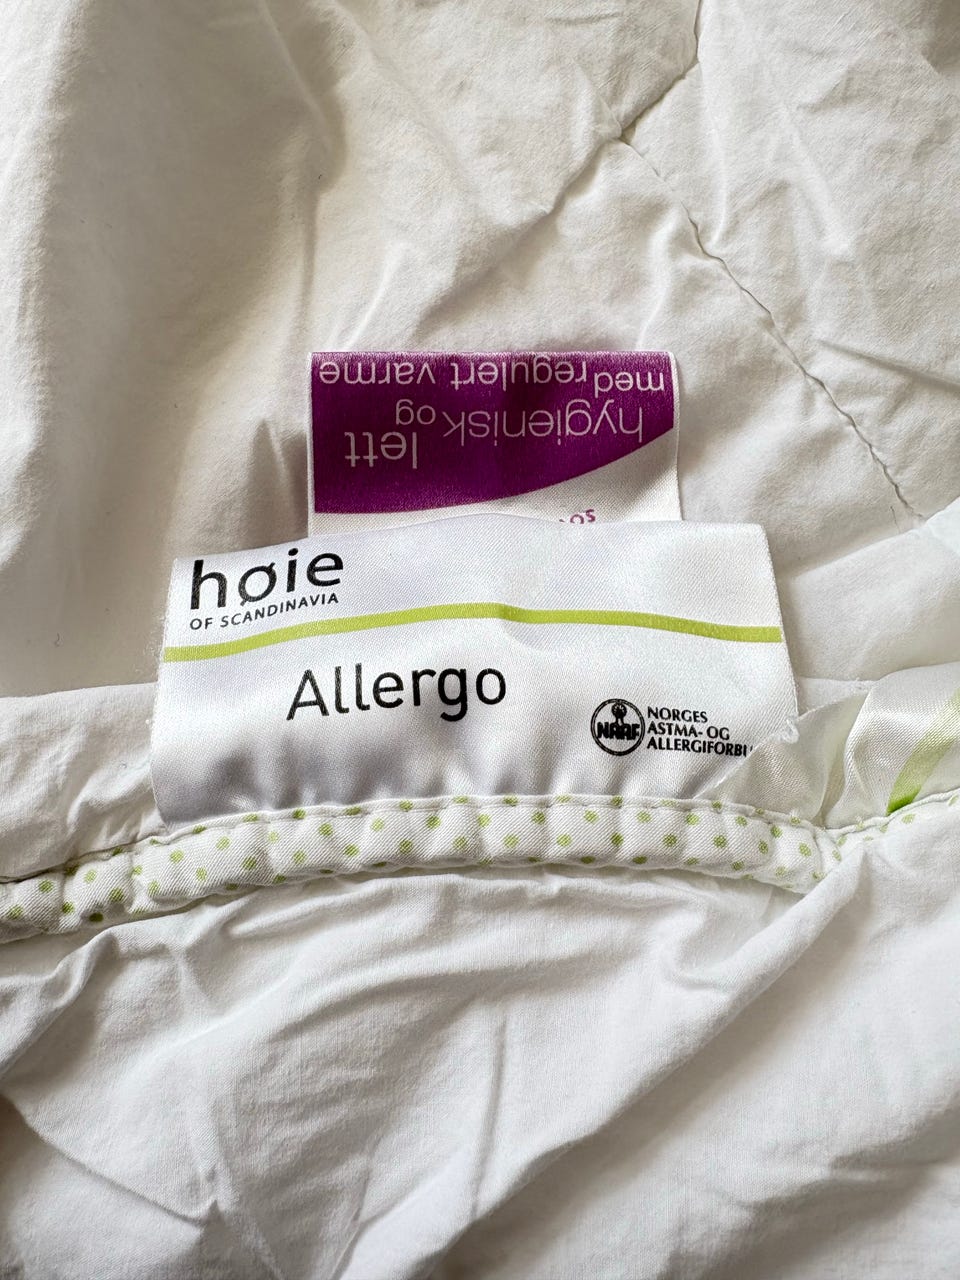 lett
hygienisk og
med regulert varme
høie
OF SCANDINAVIA
Allergo
NAAF
NORGES
ASTMA- OG